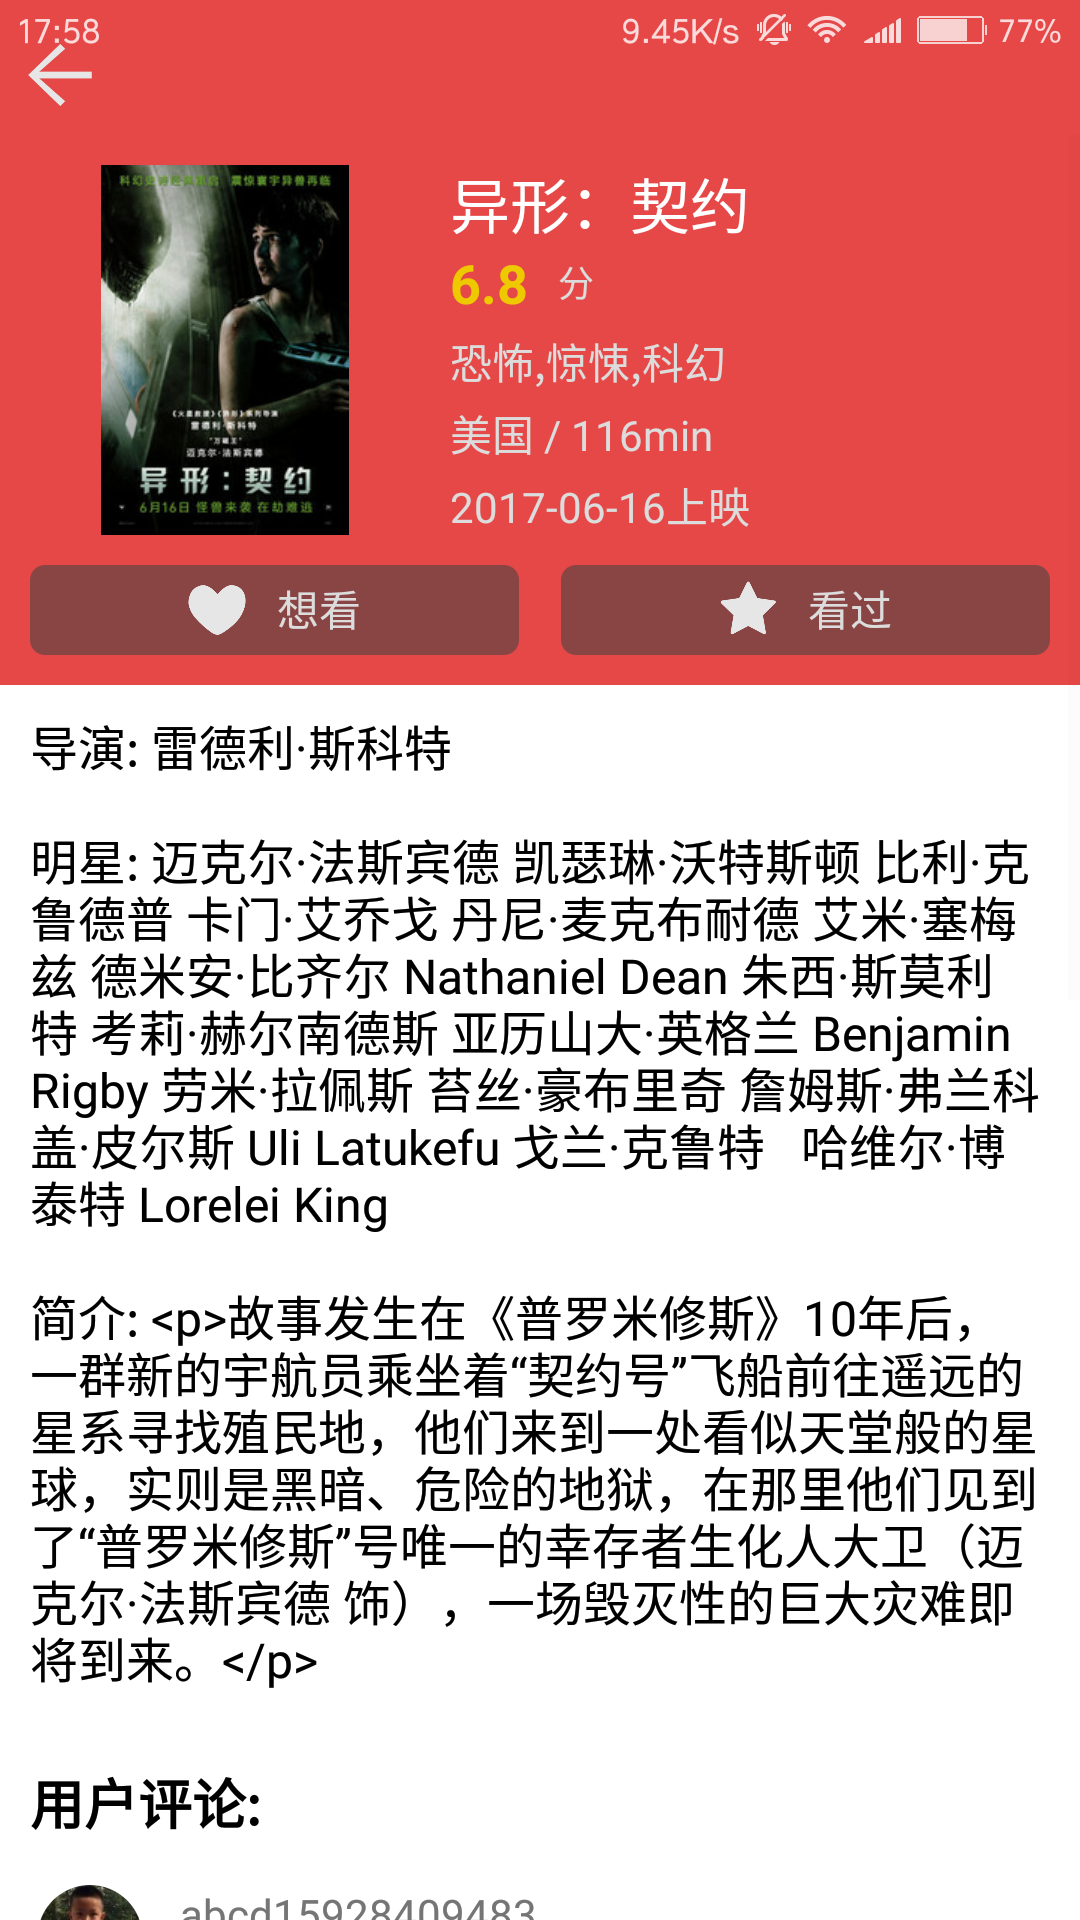 17:58
9.45K/s
77%
异形：契约
6.8 分
恐怖,惊悚,科幻
美国 / 116min
2017-06-16上映
震惊寰宇异兽再临
雷德利·斯科特
"万磁王"
迈克尔·法斯宾德
异形：契约
6月16日 怪兽来袭 在劫难逃
想看
看过
导演: 雷德利·斯科特
明星: 迈克尔·法斯宾德 凯瑟琳·沃特斯顿 比利·克
鲁德普 卡门·艾乔戈 丹尼·麦克布耐德 艾米·塞梅
兹 德米安·比齐尔 Nathaniel Dean 朱西·斯莫利
特 考莉·赫尔南德斯 亚历山大·英格兰 Benjamin
Rigby 劳米·拉佩斯 苔丝·豪布里奇 詹姆斯·弗兰科
盖·皮尔斯 Uli Latukefu 戈兰·克鲁特   哈维尔·博
泰特 Lorelei King
简介: <p>故事发生在《普罗米修斯》10年后，
一群新的宇航员乘坐着“契约号”飞船前往遥远的
星系寻找殖民地，他们来到一处看似天堂般的星
球，实则是黑暗、危险的地狱，在那里他们见到
了“普罗米修斯”号唯一的幸存者生化人大卫（迈
克尔·法斯宾德 饰），一场毁灭性的巨大灾难即
将到来。</p>
用户评论:
abcd15928409483